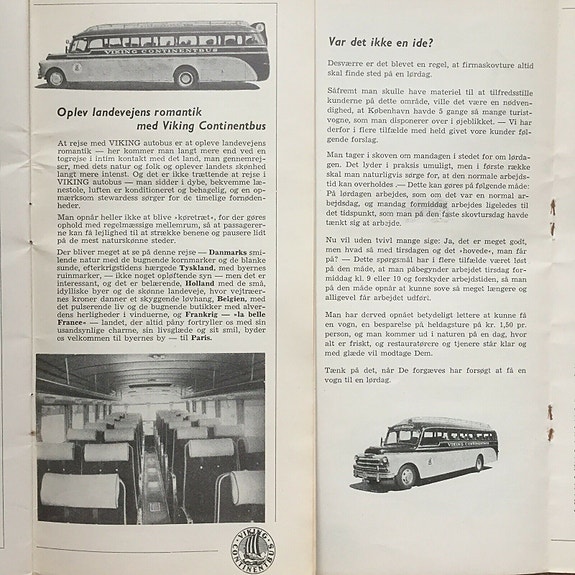 VIKING CONTINENTBUS
Oplev landevejens romantik
med Viking Continentbus
At rejse med VIKING autobus er at opleve landevejens
romantik — her kommer man langt mere end ved en
togrejse i intim kontakt med det land, man gennemrej-
ser, med dets natur og folk og oplever landets skønhed
langt mere intenst. Og det er ikke trættende at rejse i
VIKING autobus — man sidder i dybe, bekvemme læ-
nestole, luften er konditioneret og behagelig, og en op-
mærksom stewardess sørger for de timelige fornøden-
heder.
Man opnår heller ikke at blive »køretræt«, for der gøres
ophold med regelmæssige mellemrum, så at passagerer-
ne kan få lejlighed til at strække benene og pausere lidt
på de mest naturskønne steder.
Der bliver meget at se på denne rejse — Danmarks smi-
lende natur med de bugnende kornmarker og de blanke
sunde, efterkrigstidens hærgede Tyskland, med byernes
ruinmarker, — ikke noget opløftende syn — men det er
interessant, og det er belærende, Holland med de små,
idylliske byer og de skønne landeveje, hvor vejtræer-
nes kroner danner et skyggende løvhang, Belgien, med
det pulserende liv og de bugnende butikker med alver-
dens herligheder i vinduerne, og Frankrig — »la belle
France« — landet, der altid påny fortryller os med sin
usandsynlige charme, sin livsglæde og sit smil, byder
os velkommen til byernes by — til Paris.
VIKING CONTINENTBUS
Var det ikke en ide?
Desværre er det blevet en regel, at firmaskovture altid
skal finde sted på en lørdag.
Såfremt man skulle have materiel til at tilfredsstille
kunderne på dette område, ville det være en nødven-
dighed, at København havde 5 gange så mange turist-
vogne, som man disponerer over i øjeblikket. — Vi har
derfor i flere tilfælde med held givet vore kunder føl-
gende forslag.
Man tager i skoven om mandagen i stedet for om lørda-
gen. Det lyder i praksis umuligt, men i første række
skal man naturligvis sørge for, at den normale arbejds-
tid kan overholdes. — Dette kan gøres på følgende måde:
På lørdagen arbejdes, som om det var en normal ar-
bejdsdag, og mandag formiddag arbejdes ligeledes til
det tidspunkt, som man på den faste skovtursdag havde
tænkt sig at arbejde.
Nu vil uden tvivl mange sige: Ja, det er meget godt,
men hvad så med tirsdagen og det »hovede«, man får
på? — Dette spørgsmål har i flere tilfælde været løst
på den måde, at man påbegynder arbejdet tirsdag for-
middag kl. 9 eller 10 og forskyder arbejdstiden, så man
på den måde opnår at kunne sove så meget længere og
alligevel får arbejdet udført.
Man har derved opnået betydeligt lettere at kunne få
en vogn, en besparelse på heldagsture på kr. 1,50 pr.
person, og man kommer ud i naturen på en dag, hvor
alt er friskt, og restauratører og tjenere står klar og
med glæde vil modtage Dem.
Tænk på det, når De forgæves har forsøgt at få en
vogn til en lørdag.
VIKING CONTINENTBUS